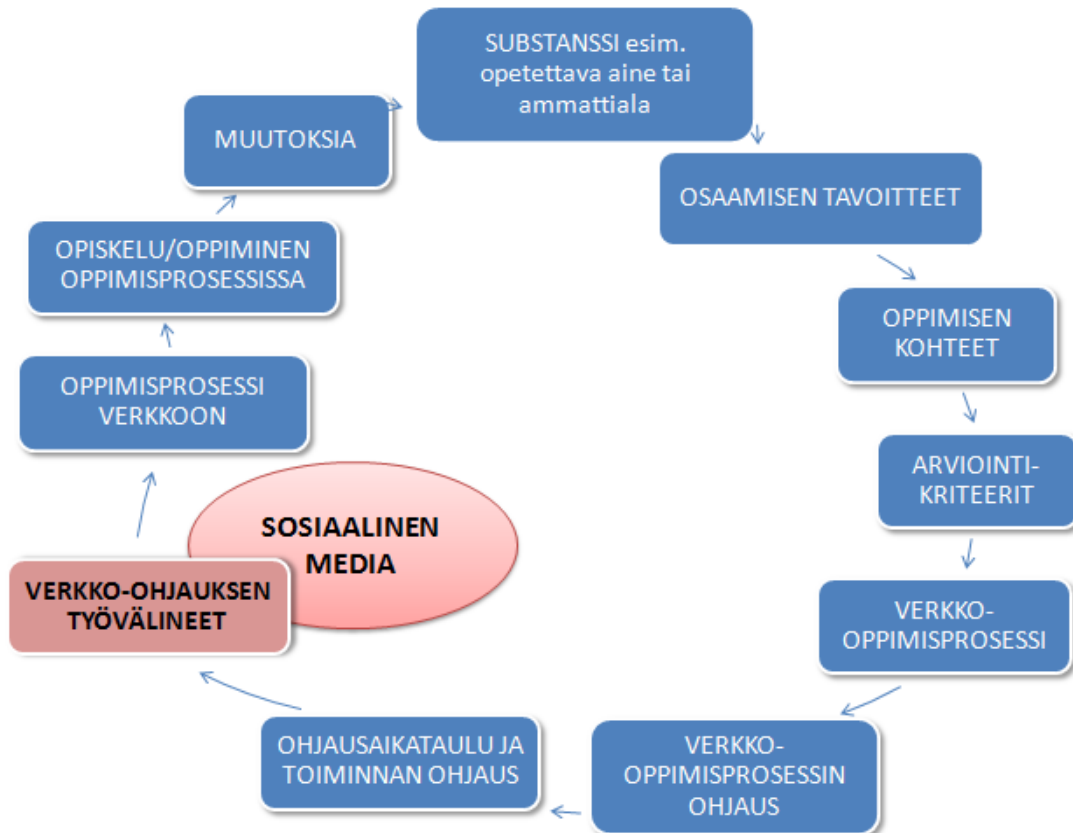 SUBSTANSSI esim.
opetettava aine tai
ammattiala
OSAAMISEN TAVOITTEET
OPPIMISEN
KOHTEET
ARVIOINTI-
KRITEERIT
VERKKO-
OPPIMISPROSESSI
VERKKO-
OPPIMISPROSESSIN
OHJAUS
OHJAUSAIKATAULU JA
TOIMINNAN OHJAUS
VERKKO-OHJAUKSEN
TYÖVÄLINEET
SOSIAALINEN
MEDIA
OPPIMISPROSESSI
VERKKOON
OPISKELU/OPPIMINEN
OPPIMISPROSESSISSA
MUUTOKSIA